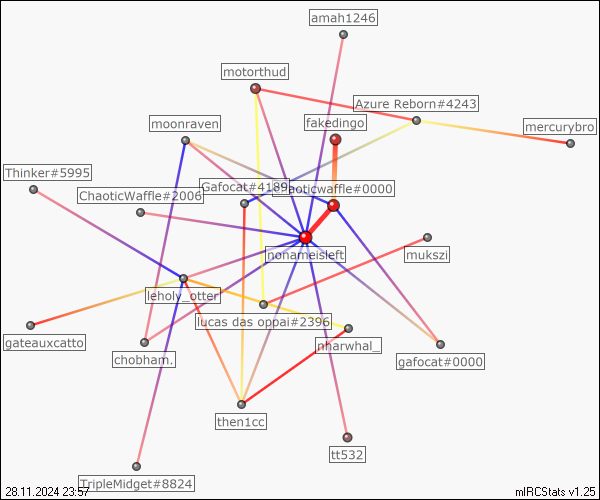 amah1246
motorthud
Azure Reborn#4243
fakedingo
mercurybro
moonraven
Thinker#5995
Gafocat#4189
chaoticwaffle#0000
ChaoticWaffle#2006
nonameisleft
mukszi
leholy_otter
lucas das oppai#2396
gateauxcatto
nharwhal_
chobham.
gafocat#0000
then1cc
tt532
TripleMidget#8824
28.11.2024 23:57
mIRCStats v1.25